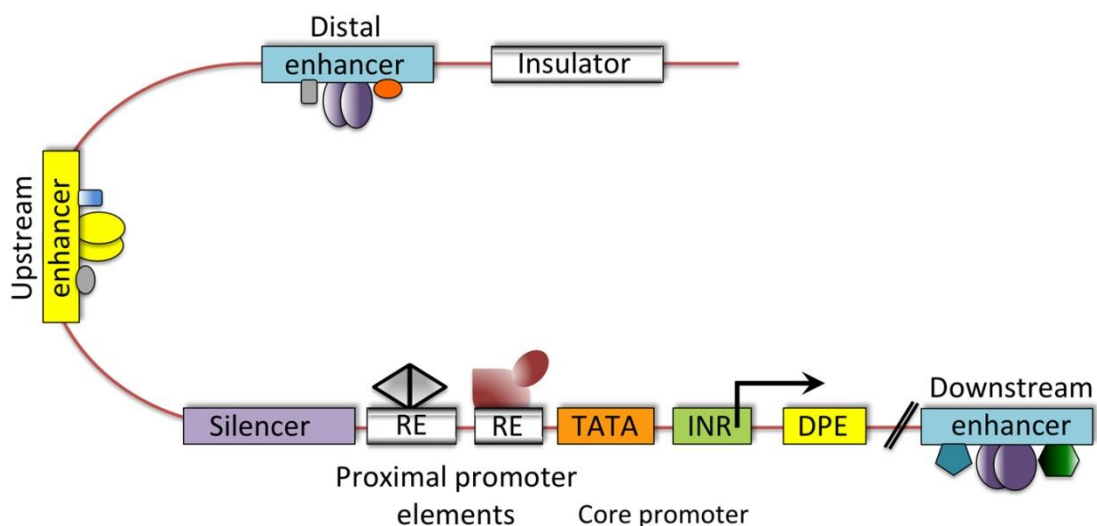 Distal
enhancer
Insulator
Upstream
enhancer
Silencer
RE
RE
TATA
INR
DPE
Downstream
enhancer
Proximal promoter
elements
Core promoter